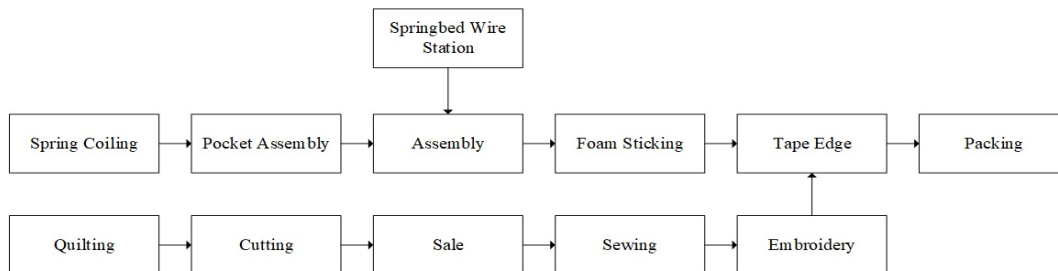 Springbed Wire
Station
Spring Coiling
Pocket Assembly
Assembly
Foam Sticking
Tape Edge
Packing
Quilting
Cutting
Sale
Sewing
Embroidery